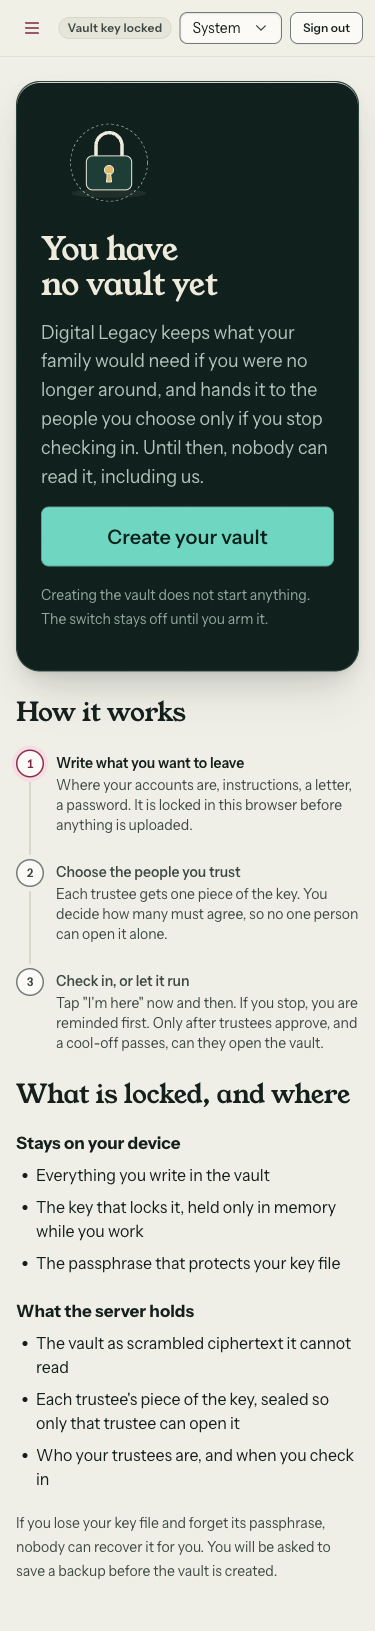 Vault key locked
System
Sign out
You have
no vault yet
Digital Legacy keeps what your
family would need if you were no
longer around, and hands it to the
people you choose only if you stop
checking in. Until then, nobody can
read it, including us.
Create your vault
Creating the vault does not start anything.
The switch stays off until you arm it.
How it works
1
Write what you want to leave
Where your accounts are, instructions, a letter,
a password. It is locked in this browser before
anything is uploaded.
2
Choose the people you trust
Each trustee gets one piece of the key. You
decide how many must agree, so no one person
can open it alone.
3
Check in, or let it run
Tap "I'm here" now and then. If you stop, you are
reminded first. Only after trustees approve, and
a cool-off passes, can they open the vault.
What is locked, and where
Stays on your device
• Everything you write in the vault
• The key that locks it, held only in memory
while you work
• The passphrase that protects your key file
What the server holds
• The vault as scrambled ciphertext it cannot
read
• Each trustee's piece of the key, sealed so
only that trustee can open it
• Who your trustees are, and when you check
in
If you lose your key file and forget its passphrase,
nobody can recover it for you. You will be asked to
save a backup before the vault is created.